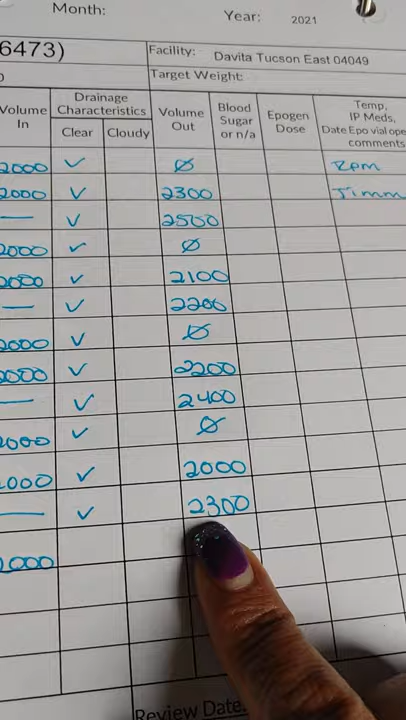 Month: Year: 2021
6473) Facility: Davita Tucson East 04049
Target Weight:
Volume In Drainage Characteristics Clear Cloudy Volume Out Blood Sugar or n/a Epogen Dose Temp, IP Meds, Date Epo vial ope comments
2000 ✓ Ø
2000 ✓ 2300
— ✓ 2500
2000 ✓ Ø
2000 ✓ 2100
— ✓ 2200
2000 ✓ Ø
2000 ✓ 2200
— ✓ 2400
2000 ✓ Ø
2000 ✓ 2000
— ✓ 2300
Review Date: